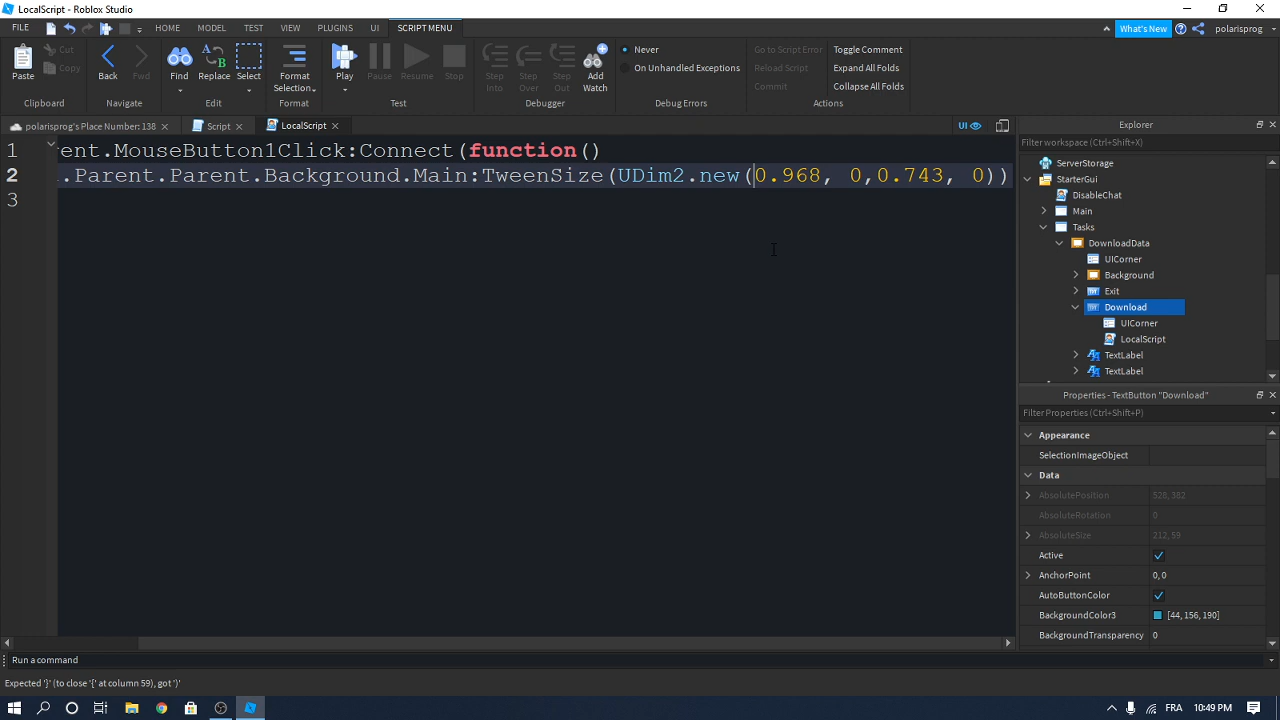 LocalScript - Roblox Studio
FILE HOME MODEL TEST VIEW PLUGINS UI SCRIPT MENU What's New polarisprog
Paste Cut Copy Back Fwd Find Replace Select Format Selection Play Pause Resume Stop Step Into Step Over Step Out Add Watch Never On Unhandled Exceptions Go to Script Error Reload Script Commit Toggle Comment Expand All Folds Collapse All Folds
Clipboard Navigate Edit Format Test Debugger Debug Errors Actions
polarisprog's Place Number: 138 Script LocalScript UI
1 ent.MouseButton1Click:Connect(function()
2 .Parent.Parent.Background.Main:TweenSize(UDim2.new(0.968, 0,0.743, 0))
3
Explorer
Filter workspace (Ctrl+Shift+X)
ServerStorage
StarterGui
DisableChat
Main
Tasks
DownloadData
UICorner
Background
Exit
Download
UICorner
LocalScript
TextLabel
TextLabel
Properties - TextButton "Download"
Filter Properties (Ctrl+Shift+P)
Appearance
SelectionImageObject
Data
AbsolutePosition 528, 382
AbsoluteRotation 0
AbsoluteSize 212, 59
Active
AnchorPoint 0, 0
AutoButtonColor
BackgroundColor3 [44, 156, 190]
BackgroundTransparency 0
Run a command
Expected '}' (to close '{' at column 59), got ')'
FRA 10:49 PM